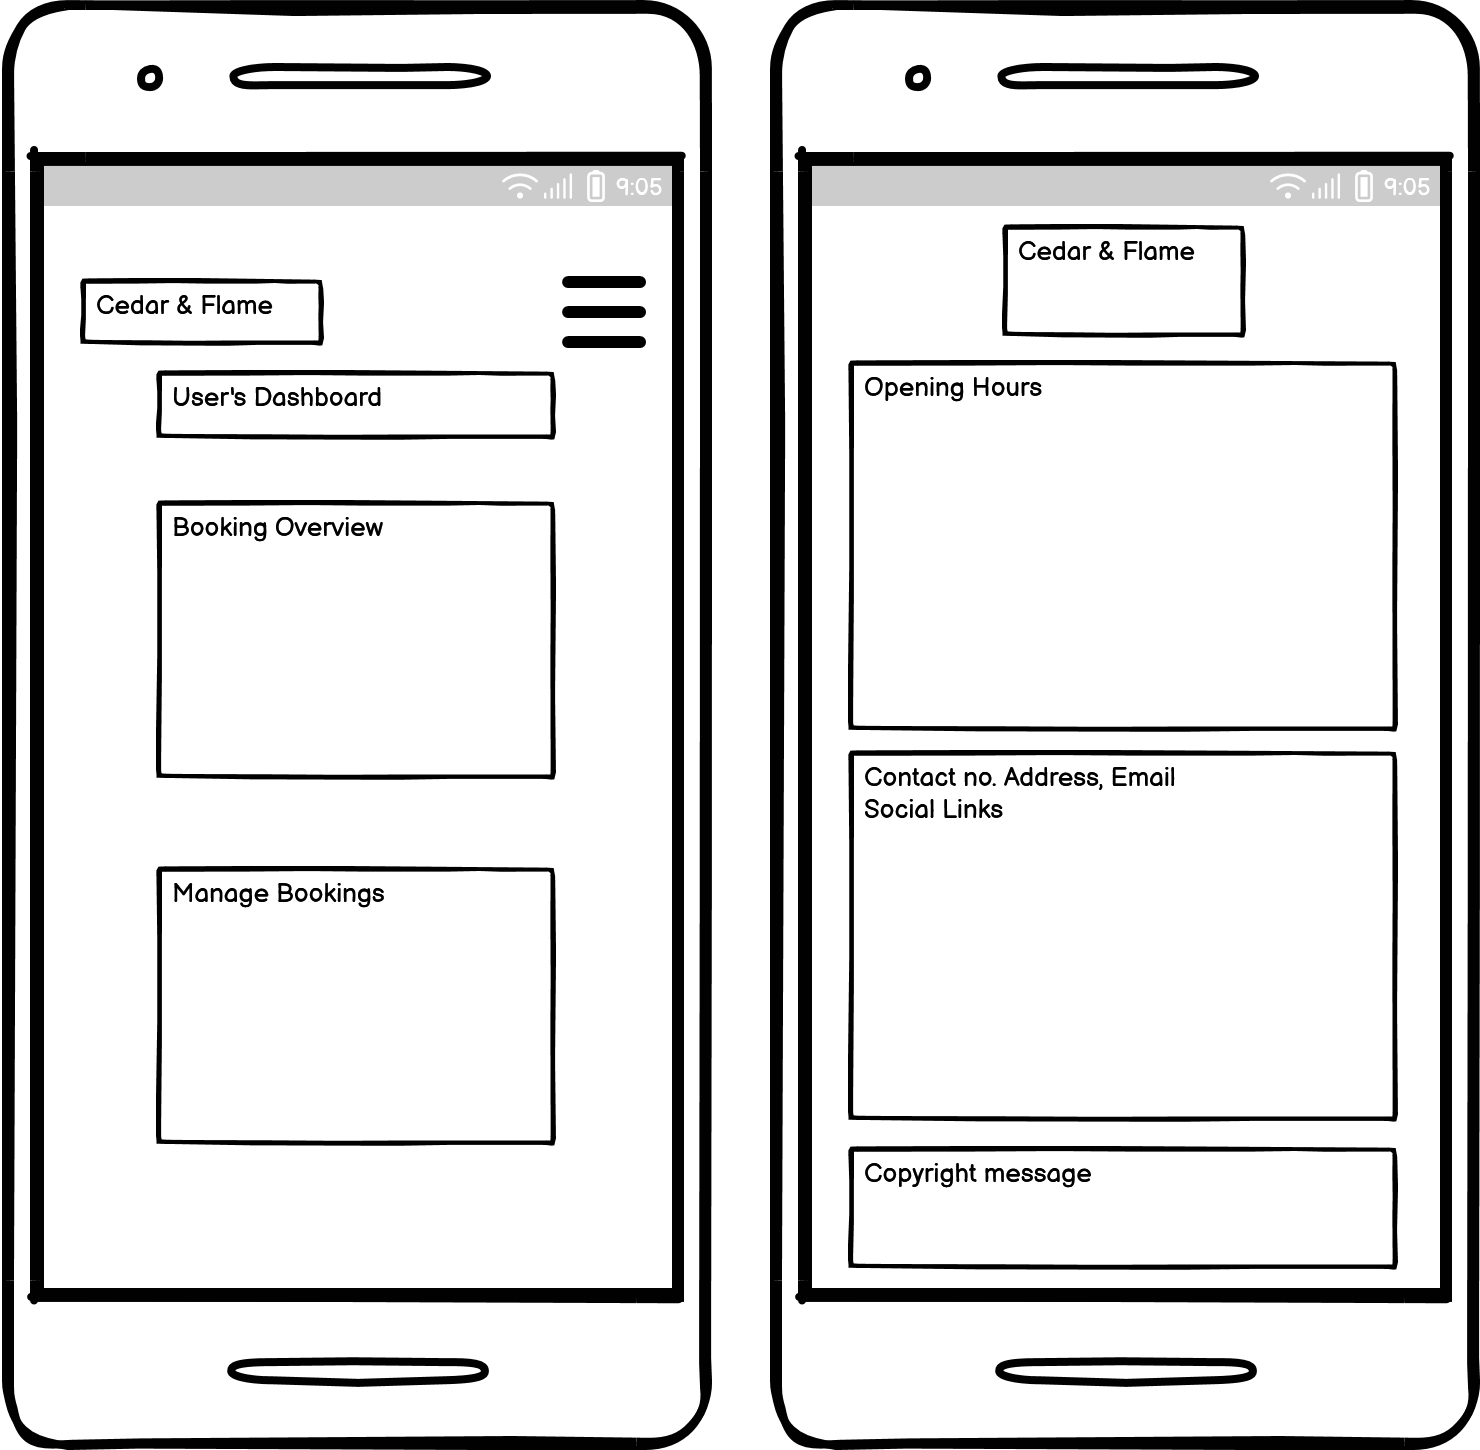 9:05
Cedar & Flame
User's Dashboard
Booking Overview
Manage Bookings
9:05
Cedar & Flame
Opening Hours
Contact no. Address, Email
Social Links
Copyright message